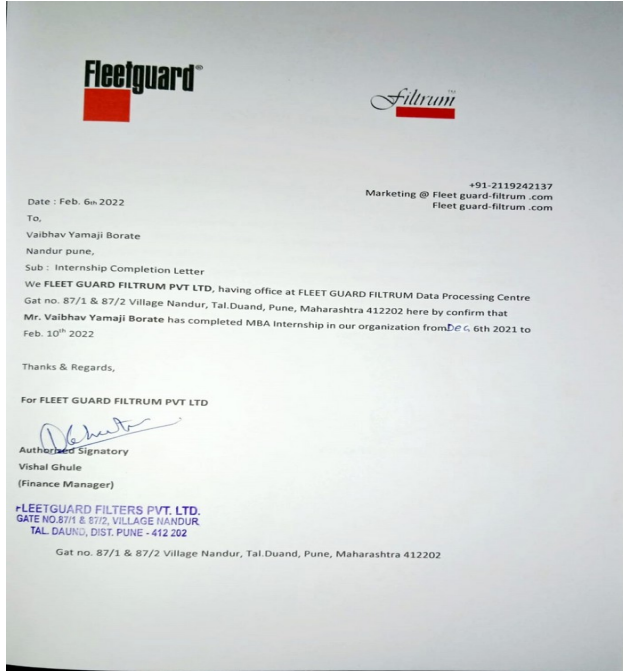 Fleetguard®
Filtrum™
+91-2119242137
Marketing @ Fleet guard-filtrum .com
Fleet guard-filtrum .com
Date : Feb. 6th 2022
To,
Vaibhav Yamaji Borate
Nandur pune,
Sub : Internship Completion Letter
We FLEET GUARD FILTRUM PVT LTD, having office at FLEET GUARD FILTRUM Data Processing Centre
Gat no. 87/1 & 87/2 Village Nandur, Tal.Duand, Pune, Maharashtra 412202 here by confirm that
Mr. Vaibhav Yamaji Borate has completed MBA Internship in our organization from Dec 6th 2021 to
Feb. 10th 2022
Thanks & Regards,
For FLEET GUARD FILTRUM PVT LTD
Authorized Signatory
Vishal Ghule
(Finance Manager)
FLEETGUARD FILTERS PVT. LTD.
GATE NO.87/1 & 87/2, VILLAGE NANDUR
TAL. DAUND, DIST. PUNE - 412 202
Gat no. 87/1 & 87/2 Village Nandur, Tal.Duand, Pune, Maharashtra 412202